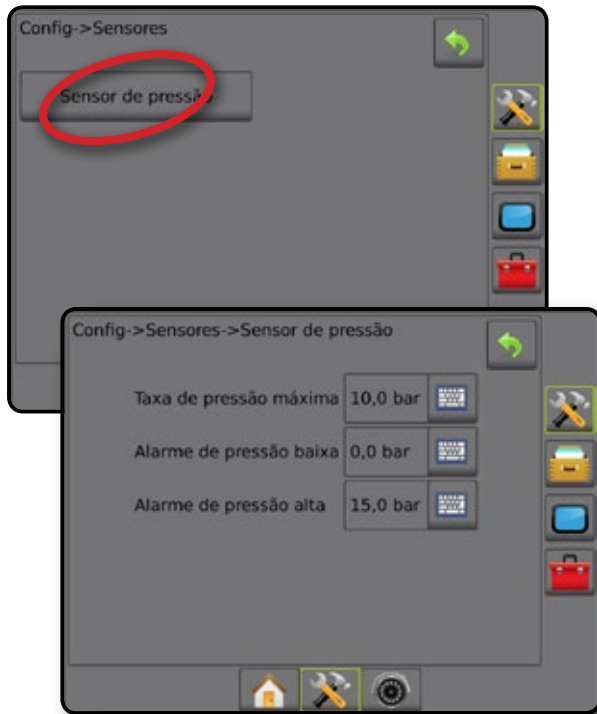 Config->Sensores
Sensor de pressão
Config->Sensores->Sensor de pressão
Taxa de pressão máxima 10,0 bar
Alarme de pressão baixa 0,0 bar
Alarme de pressão alta 15,0 bar